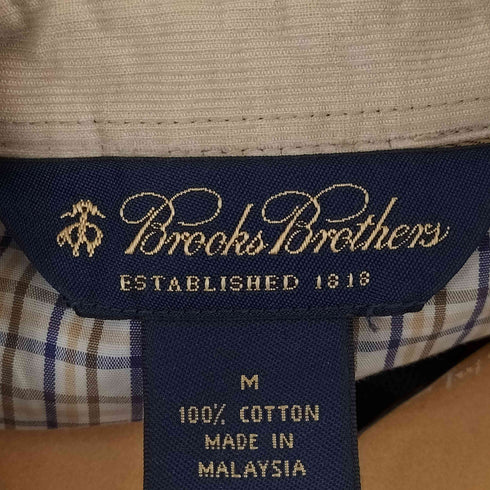 Brooks Brothers
ESTABLISHED 1818
M
100% COTTON
MADE IN
MALAYSIA